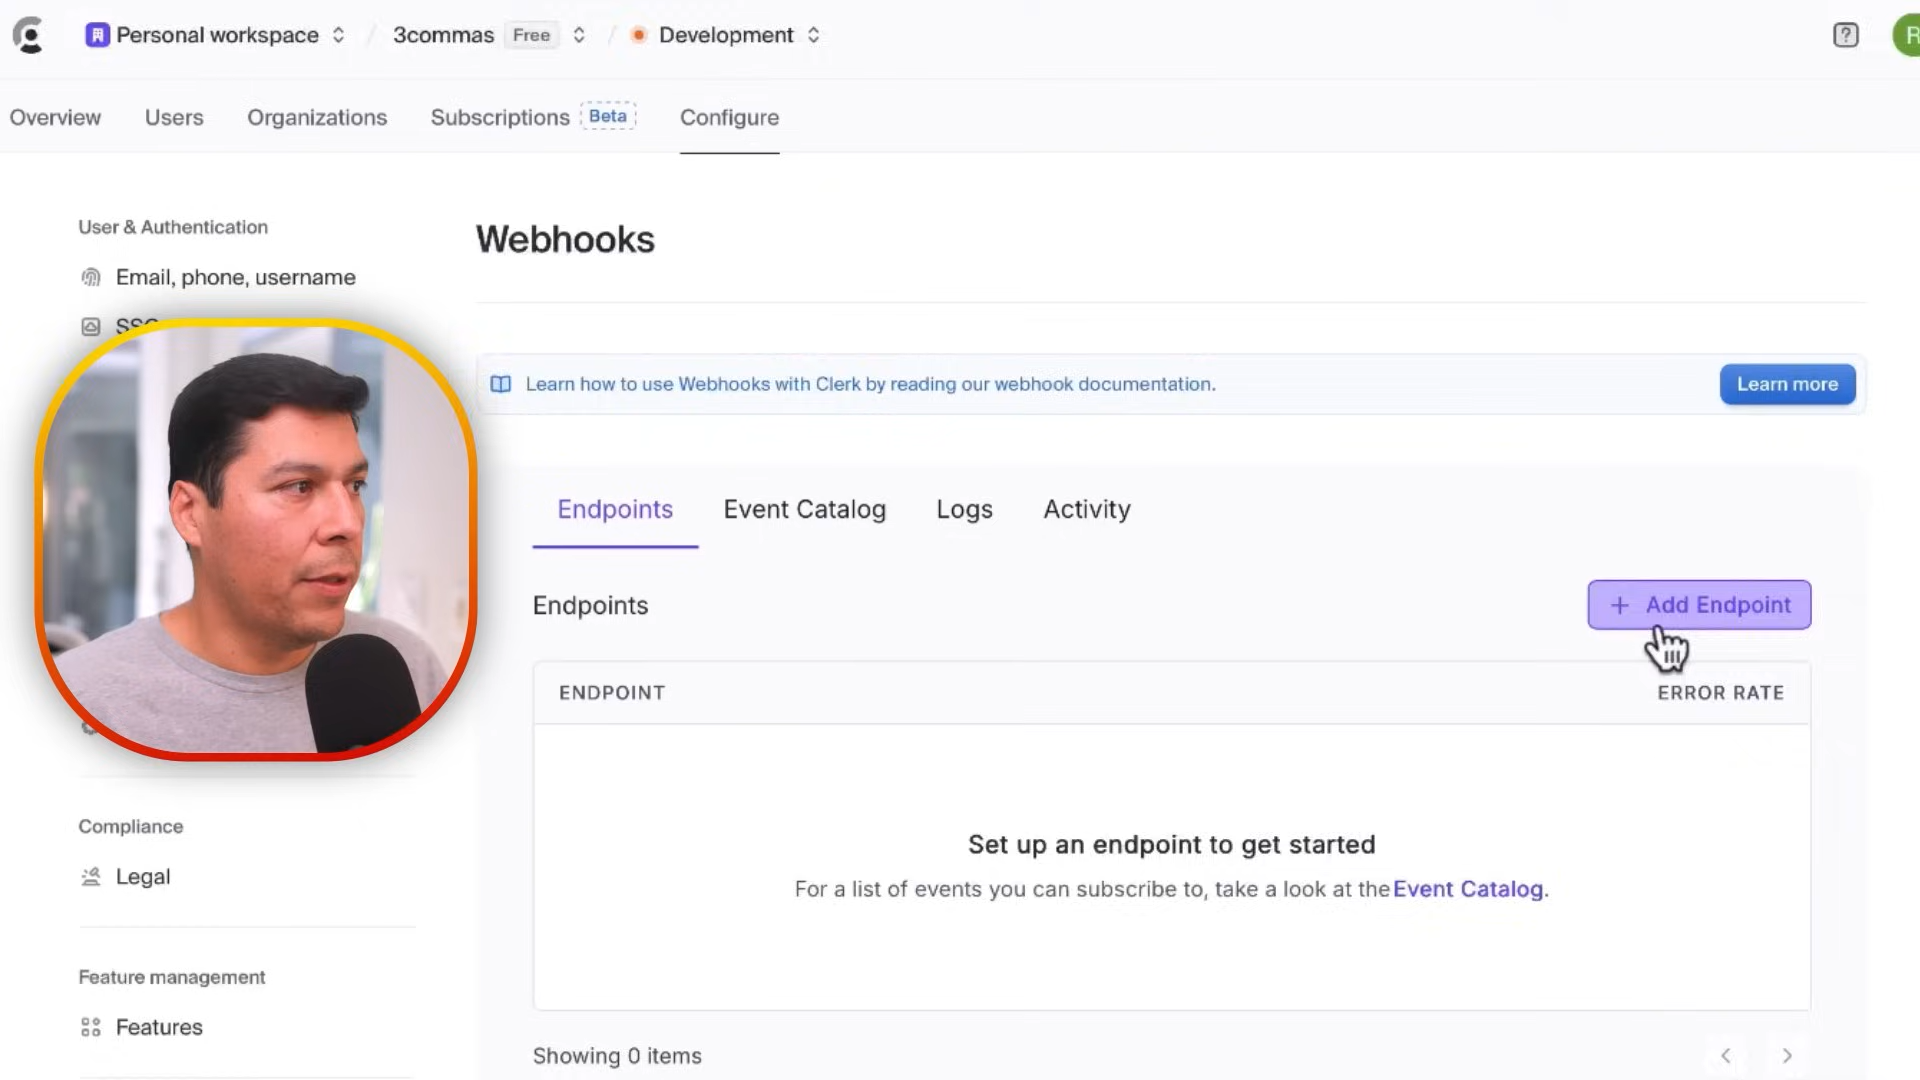 Personal workspace / 3commas Free / Development ? R
Overview Users Organizations Subscriptions Beta Configure
User & Authentication
Email, phone, username
Compliance
Legal
Feature management
Features
Webhooks
Learn how to use Webhooks with Clerk by reading our webhook documentation. Learn more
Endpoints Event Catalog Logs Activity
Endpoints + Add Endpoint
ENDPOINT ERROR RATE
Set up an endpoint to get started
For a list of events you can subscribe to, take a look at the Event Catalog.
Showing 0 items